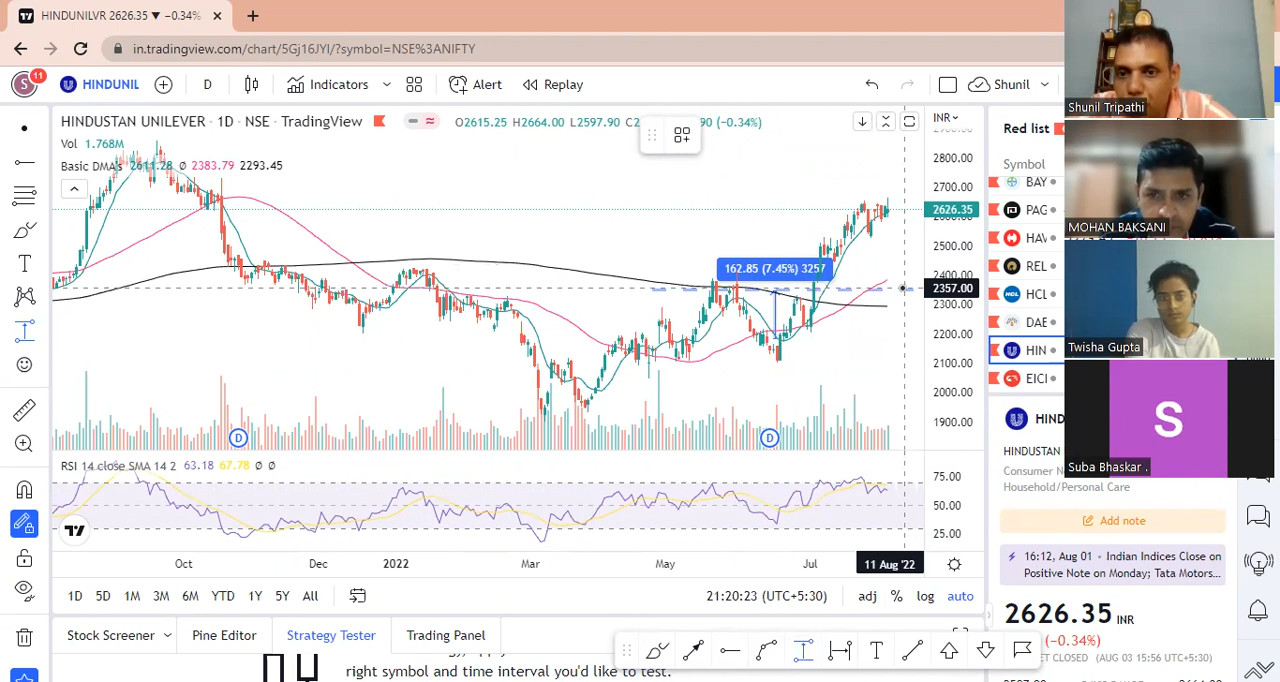 HINDUNILVR 2626.35 ▼ −0.34%
in.tradingview.com/chart/5Gj16JYI/?symbol=NSE%3ANIFTY
S 11 HINDUNIL D Indicators Alert Replay Shunil
HINDUSTAN UNILEVER · 1D · NSE · TradingView O2615.25 H2664.00 L2597.90 (−0.34%)
Vol 1.768M
Basic DMA's 2611.28 Ø 2383.79 2293.45
INR
2800.00
2700.00
2626.35
2500.00
2400.00
2357.00
2300.00
2200.00
2100.00
2000.00
1900.00
162.85 (7.45%) 3257
D D
RSI 14 close SMA 14 2 63.18 67.78 Ø Ø
75.00
50.00
25.00
Oct Dec 2022 Mar May Jul 11 Aug '22
1D 5D 1M 3M 6M YTD 1Y 5Y All 21:20:23 (UTC+5:30) adj % log auto
Stock Screener Pine Editor Strategy Tester Trading Panel
right symbol and time interval you'd like to test.
Red list
Symbol
BAY
PAG
HAV
REL
HCL
DAE
HIN
EICI
HIND
HINDUSTAN
Consumer N
Household/Personal Care
Add note
16:12, Aug 01 • Indian Indices Close on
Positive Note on Monday; Tata Motors...
2626.35 INR
(−0.34%)
(AUG 03 15:56 UTC+5:30)
Shunil Tripathi
MOHAN BAKSANI
Twisha Gupta
S
Suba Bhaskar .